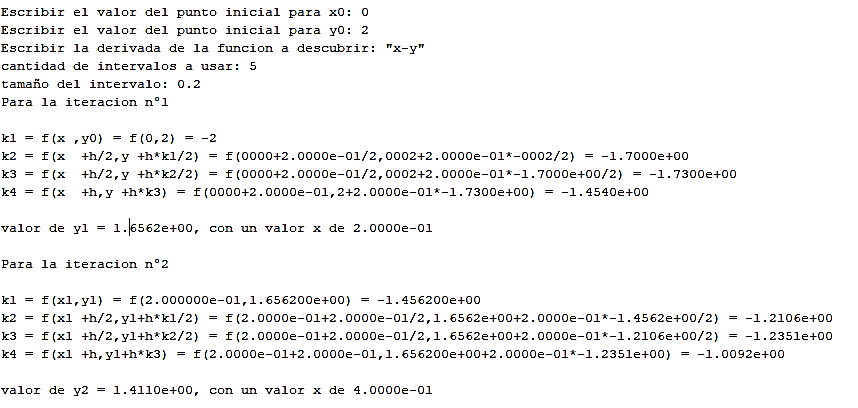 Escribir el valor del punto inicial para x0: 0
Escribir el valor del punto inicial para y0: 2
Escribir la derivada de la funcion a descubrir: "x-y"
cantidad de intervalos a usar: 5
tamaño del intervalo: 0.2
Para la iteracion n°1
k1 = f(x ,y0) = f(0,2) = -2
k2 = f(x  +h/2,y +h*k1/2) = f(0000+2.0000e-01/2,0002+2.0000e-01*-0002/2) = -1.7000e+00
k3 = f(x  +h/2,y +h*k2/2) = f(0000+2.0000e-01/2,0002+2.0000e-01*-1.7000e+00/2) = -1.7300e+00
k4 = f(x  +h,y +h*k3) = f(0000+2.0000e-01,2+2.0000e-01*-1.7300e+00) = -1.4540e+00
valor de y1 = 1.6562e+00, con un valor x de 2.0000e-01
Para la iteracion n°2
k1 = f(x1,y1) = f(2.000000e-01,1.656200e+00) = -1.456200e+00
k2 = f(x1 +h/2,y1+h*k1/2) = f(2.0000e-01+2.0000e-01/2,1.6562e+00+2.0000e-01*-1.4562e+00/2) = -1.2106e+00
k3 = f(x1 +h/2,y1+h*k2/2) = f(2.0000e-01+2.0000e-01/2,1.6562e+00+2.0000e-01*-1.2106e+00/2) = -1.2351e+00
k4 = f(x1 +h,y1+h*k3) = f(2.0000e-01+2.0000e-01,1.656200e+00+2.0000e-01*-1.2351e+00) = -1.0092e+00
valor de y2 = 1.4110e+00, con un valor x de 4.0000e-01